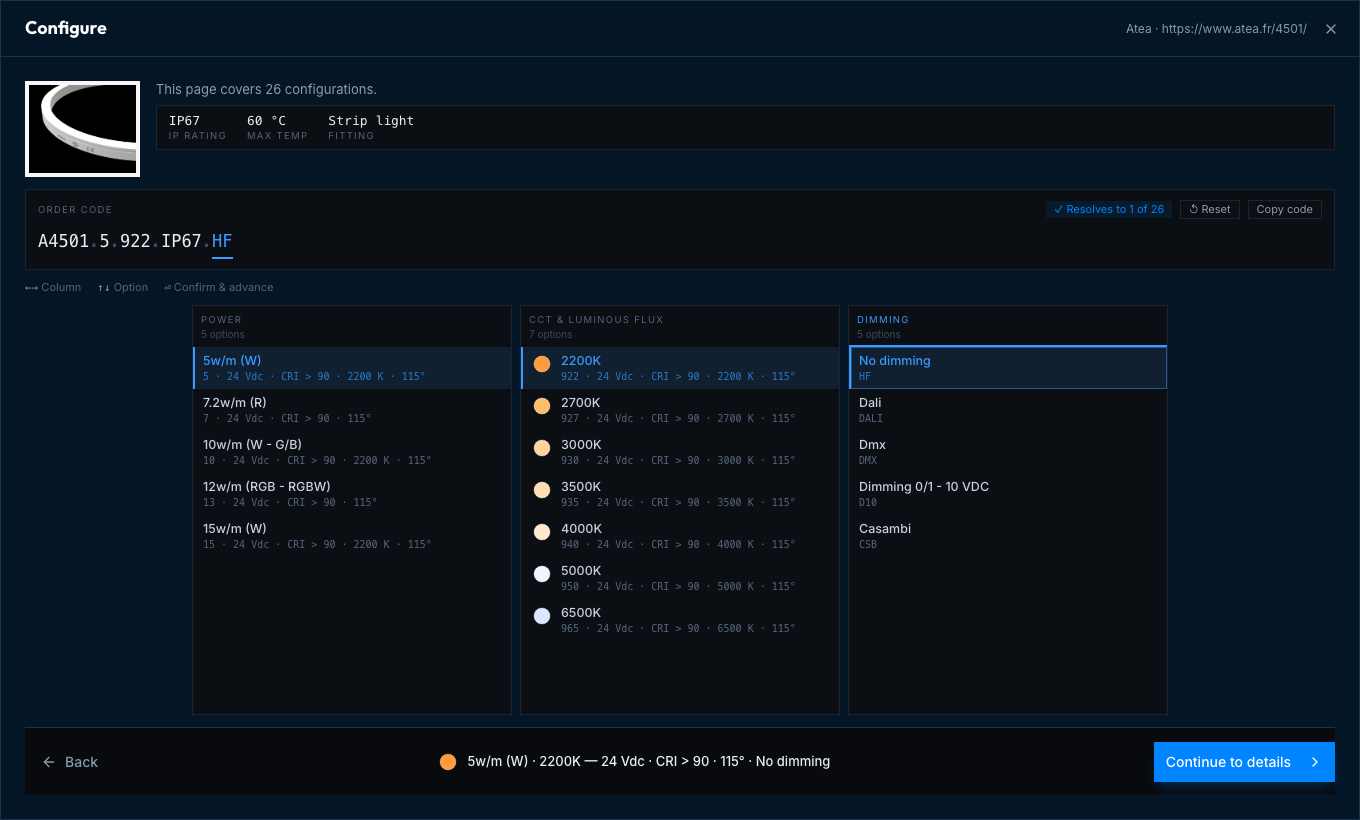 Configure
Atea · https://www.atea.fr/4501/
This page covers 26 configurations.
IP67 60 °C Strip light
IP RATING MAX TEMP FITTING
ORDER CODE
✓ Resolves to 1 of 26
Reset
Copy code
A4501.5.922.IP67.HF
←→ Column ↑↓ Option ⏎ Confirm & advance
POWER
5 options
5w/m (W)
5 · 24 Vdc · CRI > 90 · 2200 K · 115°
7.2w/m (R)
7 · 24 Vdc · CRI > 90 · 115°
10w/m (W - G/B)
10 · 24 Vdc · CRI > 90 · 2200 K · 115°
12w/m (RGB - RGBW)
13 · 24 Vdc · CRI > 90 · 115°
15w/m (W)
15 · 24 Vdc · CRI > 90 · 2200 K · 115°
CCT & LUMINOUS FLUX
7 options
2200K
922 · 24 Vdc · CRI > 90 · 2200 K · 115°
2700K
927 · 24 Vdc · CRI > 90 · 2700 K · 115°
3000K
930 · 24 Vdc · CRI > 90 · 3000 K · 115°
3500K
935 · 24 Vdc · CRI > 90 · 3500 K · 115°
4000K
940 · 24 Vdc · CRI > 90 · 4000 K · 115°
5000K
950 · 24 Vdc · CRI > 90 · 5000 K · 115°
6500K
965 · 24 Vdc · CRI > 90 · 6500 K · 115°
DIMMING
5 options
No dimming
HF
Dali
DALI
Dmx
DMX
Dimming 0/1 - 10 VDC
D10
Casambi
CSB
← Back
5w/m (W) · 2200K — 24 Vdc · CRI > 90 · 115° · No dimming
Continue to details